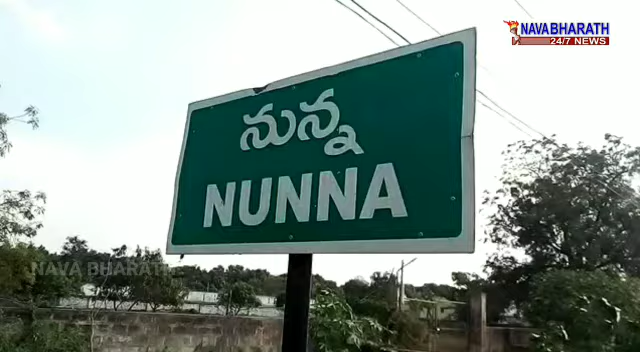 NAVABHARATH
24/7 NEWS
నున్న
NUNNA
NAVA BHARATH